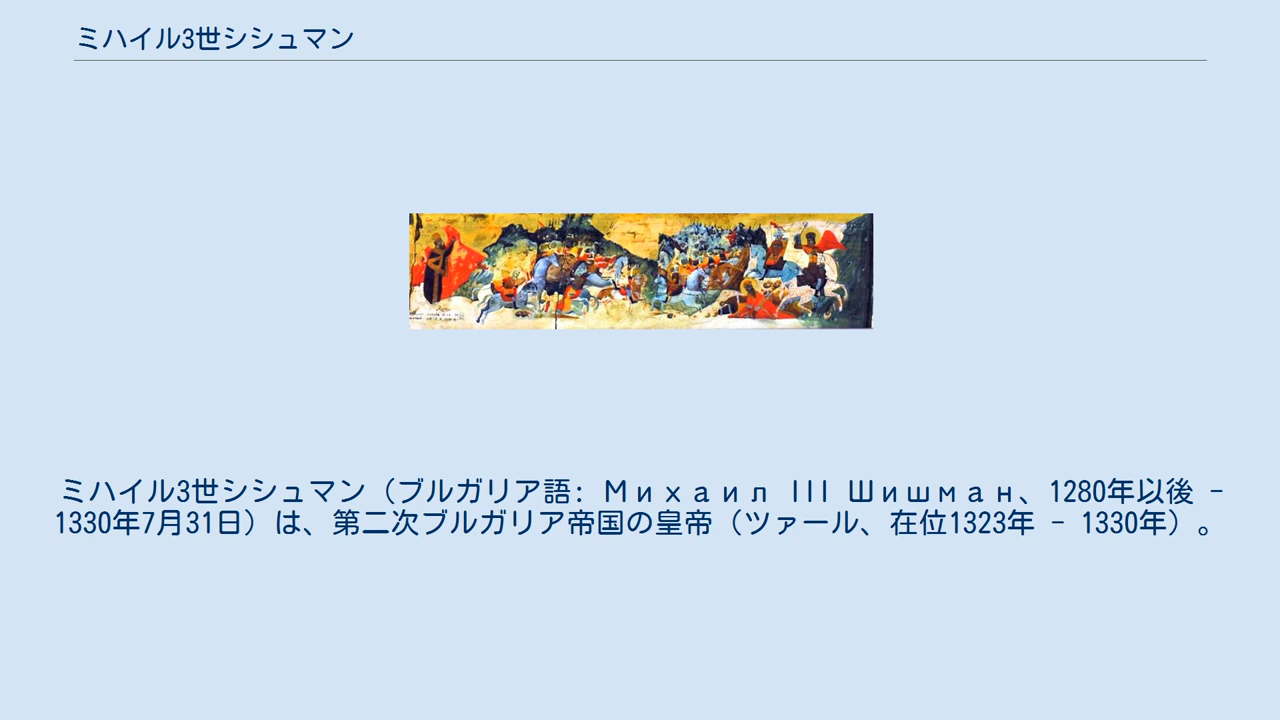 ミハイル3世シシュマン
ミハイル3世シシュマン（ブルガリア語: Михаил III Шишман、1280年以後 -
1330年7月31日）は、第二次ブルガリア帝国の皇帝（ツァール、在位1323年 - 1330年）。